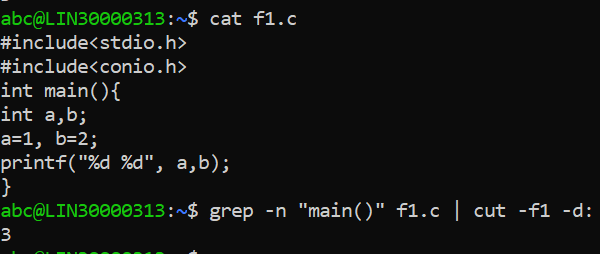 abc@LIN30000313:~$ cat f1.c
#include<stdio.h>
#include<conio.h>
int main(){
int a,b;
a=1, b=2;
printf("%d %d", a,b);
}
abc@LIN30000313:~$ grep -n "main()" f1.c | cut -f1 -d:
3